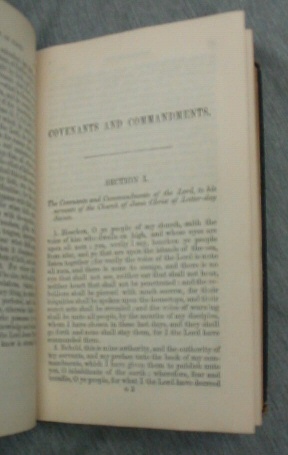 COVENANTS AND COMMANDMENTS.
SECTION I.
The Covenants and Commandments of the Lord, to his
servants of the Church of Jesus Christ of Latter-day
Saints.
1. Hearken, O ye people of my church, saith the
voice of him who dwells on high, and whose eyes are
upon all men; yea, verily I say, hearken ye people
from afar, and ye that are upon the islands of the sea,
listen together: for verily the voice of the Lord is unto
all men, and there is none to escape, and there is no
eye that shall not see, neither ear that shall not hear,
neither heart that shall not be penetrated: and the re-
bellious shall be pierced with much sorrow, for their
iniquities shall be spoken upon the housetops, and their
secret acts shall be revealed; and the voice of warning
shall be unto all people, by the mouths of my disciples,
whom I have chosen in these last days, and they shall
go forth and none shall stay them, for I the Lord have
commanded them.
2. Behold, this is mine authority, and the authority of
my servants, and my preface unto the book of my com-
mandments, which I have given them to publish unto
you, O inhabitants of the earth: wherefore, fear and
tremble, O ye people, for what I the Lord have decreed